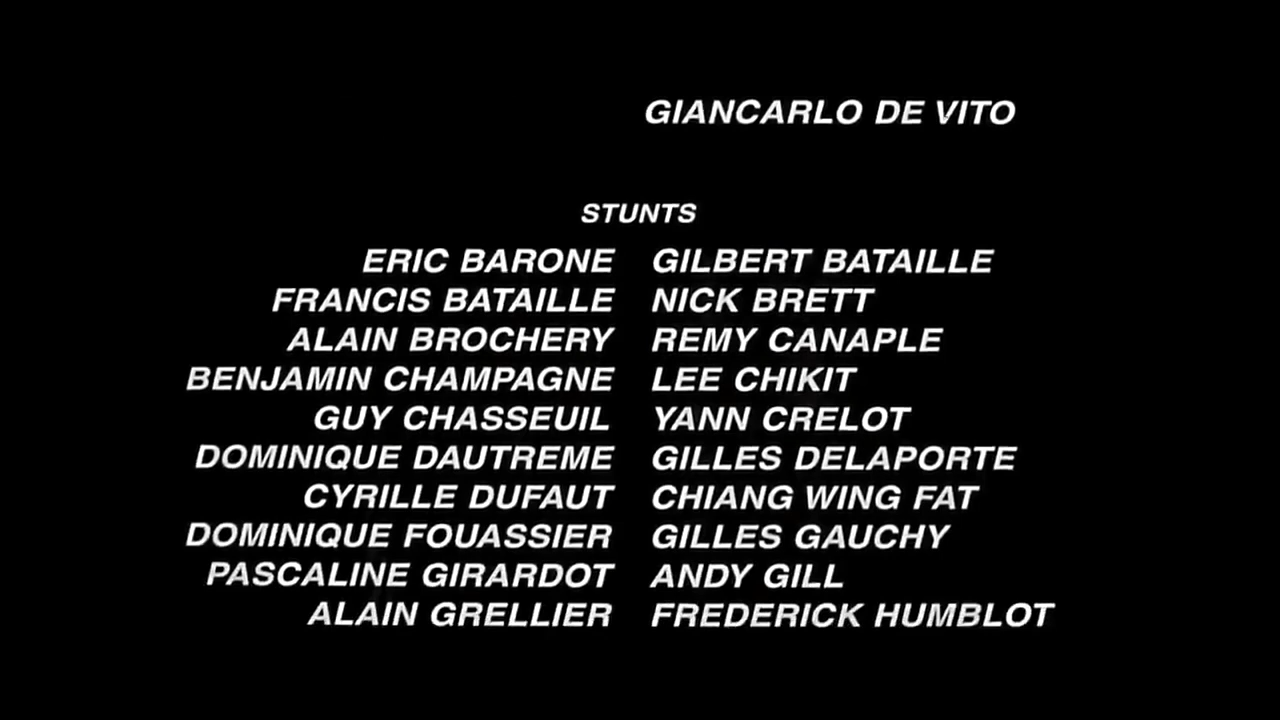 GIANCARLO DE VITO
STUNTS
ERIC BARONE GILBERT BATAILLE
FRANCIS BATAILLE NICK BRETT
ALAIN BROCHERY REMY CANAPLE
BENJAMIN CHAMPAGNE LEE CHIKIT
GUY CHASSEUIL YANN CRELOT
DOMINIQUE DAUTREME GILLES DELAPORTE
CYRILLE DUFAUT CHIANG WING FAT
DOMINIQUE FOUASSIER GILLES GAUCHY
PASCALINE GIRARDOT ANDY GILL
ALAIN GRELLIER FREDERICK HUMBLOT